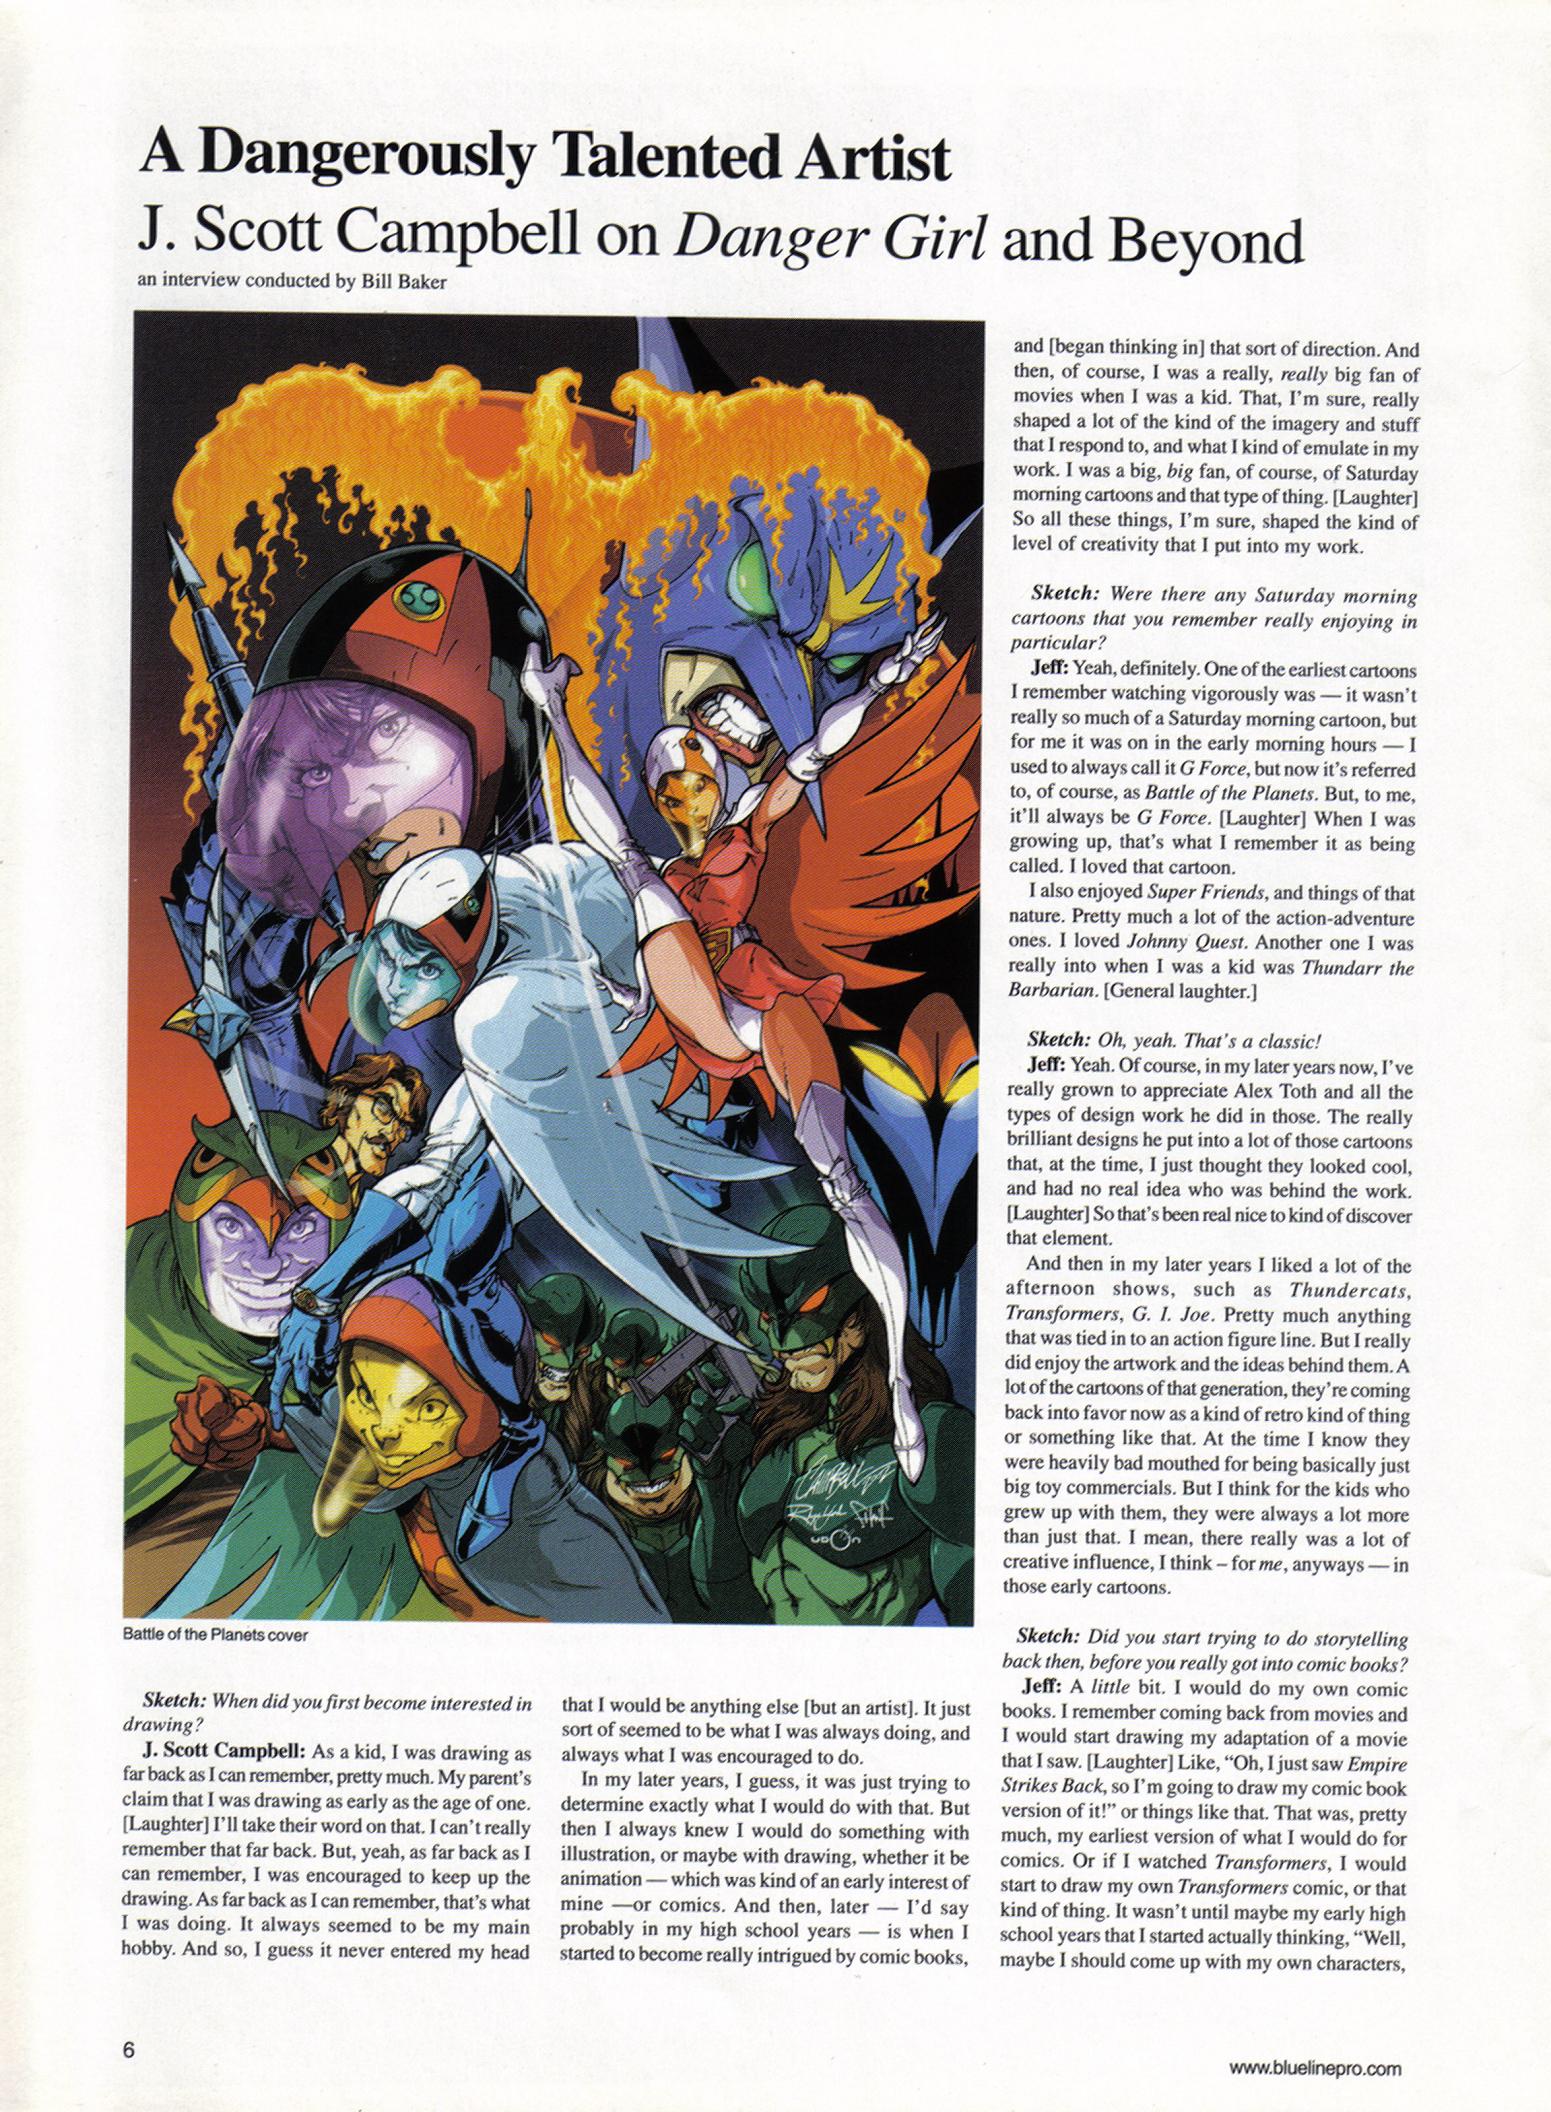 A Dangerously Talented Artist
J. Scott Campbell on Danger Girl and Beyond
an interview conducted by Bill Baker
CAMPBELL
UDON
Battle of the Planets cover
Sketch: When did you first become interested in
drawing?
J. Scott Campbell: As a kid, I was drawing as
far back as I can remember, pretty much. My parent's
claim that I was drawing as early as the age of one.
[Laughter] I'll take their word on that. I can't really
remember that far back. But, yeah, as far back as I
can remember, I was encouraged to keep up the
drawing. As far back as I can remember, that's what
I was doing. It always seemed to be my main
hobby. And so, I guess it never entered my head
that I would be anything else [but an artist]. It just
sort of seemed to be what I was always doing, and
always what I was encouraged to do.
In my later years, I guess, it was just trying to
determine exactly what I would do with that. But
then I always knew I would do something with
illustration, or maybe with drawing, whether it be
animation — which was kind of an early interest of
mine —or comics. And then, later — I'd say
probably in my high school years — is when I
started to become really intrigued by comic books,
and [began thinking in] that sort of direction. And
then, of course, I was a really, really big fan of
movies when I was a kid. That, I'm sure, really
shaped a lot of the kind of the imagery and stuff
that I respond to, and what I kind of emulate in my
work. I was a big, big fan, of course, of Saturday
morning cartoons and that type of thing. [Laughter]
So all these things, I'm sure, shaped the kind of
level of creativity that I put into my work.
Sketch: Were there any Saturday morning
cartoons that you remember really enjoying in
particular?
Jeff: Yeah, definitely. One of the earliest cartoons
I remember watching vigorously was — it wasn't
really so much of a Saturday morning cartoon, but
for me it was on in the early morning hours — I
used to always call it G Force, but now it's referred
to, of course, as Battle of the Planets. But, to me,
it'll always be G Force. [Laughter] When I was
growing up, that's what I remember it as being
called. I loved that cartoon.
I also enjoyed Super Friends, and things of that
nature. Pretty much a lot of the action-adventure
ones. I loved Johnny Quest. Another one I was
really into when I was a kid was Thundarr the
Barbarian. [General laughter.]
Sketch: Oh, yeah. That's a classic!
Jeff: Yeah. Of course, in my later years now, I've
really grown to appreciate Alex Toth and all the
types of design work he did in those. The really
brilliant designs he put into a lot of those cartoons
that, at the time, I just thought they looked cool,
and had no real idea who was behind the work.
[Laughter] So that's been real nice to kind of discover
that element.
And then in my later years I liked a lot of the
afternoon shows, such as Thundercats,
Transformers, G. I. Joe. Pretty much anything
that was tied in to an action figure line. But I really
did enjoy the artwork and the ideas behind them. A
lot of the cartoons of that generation, they're coming
back into favor now as a kind of retro kind of thing
or something like that. At the time I know they
were heavily bad mouthed for being basically just
big toy commercials. But I think for the kids who
grew up with them, they were always a lot more
than just that. I mean, there really was a lot of
creative influence, I think – for me, anyways — in
those early cartoons.
Sketch: Did you start trying to do storytelling
back then, before you really got into comic books?
Jeff: A little bit. I would do my own comic
books. I remember coming back from movies and
I would start drawing my adaptation of a movie
that I saw. [Laughter] Like, “Oh, I just saw Empire
Strikes Back, so I'm going to draw my comic book
version of it!” or things like that. That was, pretty
much, my earliest version of what I would do for
comics. Or if I watched Transformers, I would
start to draw my own Transformers comic, or that
kind of thing. It wasn't until maybe my early high
school years that I started actually thinking, “Well,
maybe I should come up with my own characters,
6
www.bluelinepro.com